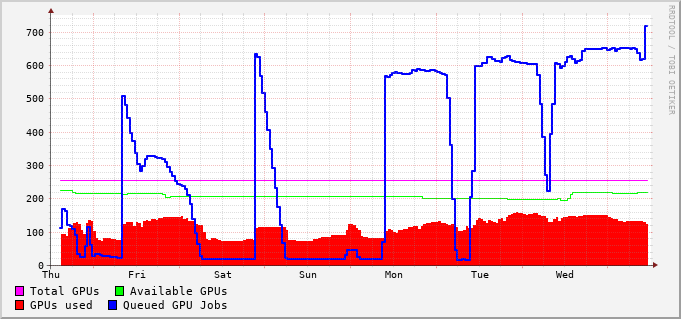 RRDTOOL / TOBI OETIKER
700
600
500
400
300
200
100
0
Thu Fri Sat Sun Mon Tue Wed
Total GPUs Available GPUs
GPUs used Queued GPU Jobs